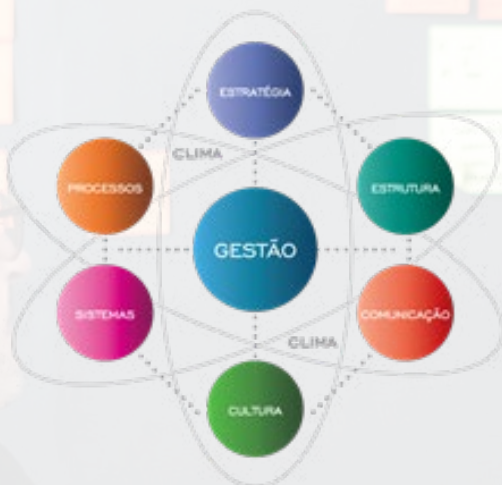 ESTRATÉGIA
CLIMA
PROCESSOS
ESTRUTURA
GESTÃO
SISTEMAS
COMUNICAÇÃO
CLIMA
CULTURA